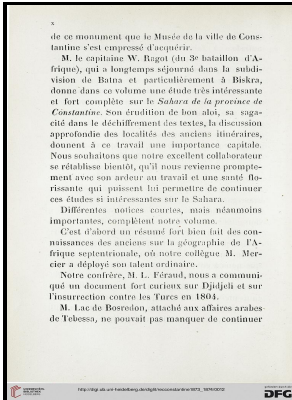 x
de ce monument que le Musée de la ville de Cons-
tantine s'est empressé d'acquérir.
M. le capitaine W. Ragot (du 3e bataillon d'A-
frique), qui a longtemps séjourné dans la subdi-
vision de Batna et particulièrement à Biskra,
donne dans ce volume une étude très intéressante
et fort complète sur le Sahara de la province de
Constantine. Son érudition de bon aloi, sa saga-
cité dans le déchiffrement des textes, la discussion
approfondie des localités des anciens itinéraires,
donnent à ce travail une importance capitale.
Nous souhaitons que notre excellent collaborateur
se rétablisse bientôt, qu'il nous revienne prompte-
ment avec son ardeur au travail et une santé flo-
rissante qui puissent lui permettre de continuer
ces études si intéressantes sur le Sahara.
Différentes notices courtes, mais néanmoins
importantes, complètent notre volume.
C'est d'abord un résumé fort bien fait des con-
naissances des anciens sur la géographie de l'A-
frique septentrionale, où notre collègue M. Mer-
cier a déployé son talent ordinaire.
Notre confrère, M. L. Féraud, nous a communi-
qué un document fort curieux sur Djidjeli et sur
l'insurrection contre les Turcs en 1804.
M. Lac de Bosredon, attaché aux affaires arabes
de Tebessa, ne pouvait pas manquer de continuer
UNIVERSITÄTS-
BIBLIOTHEK
HEIDELBERG
DFG